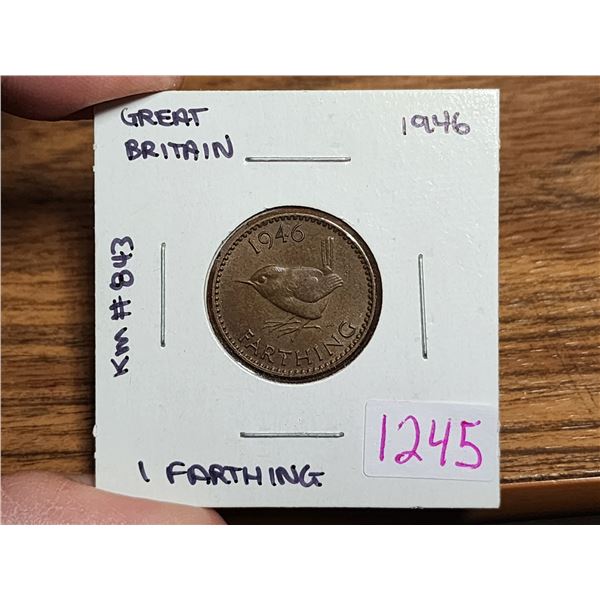 GREAT
BRITAIN
1946
KM#843
1946
FARTHING
1 FARTHING
1245